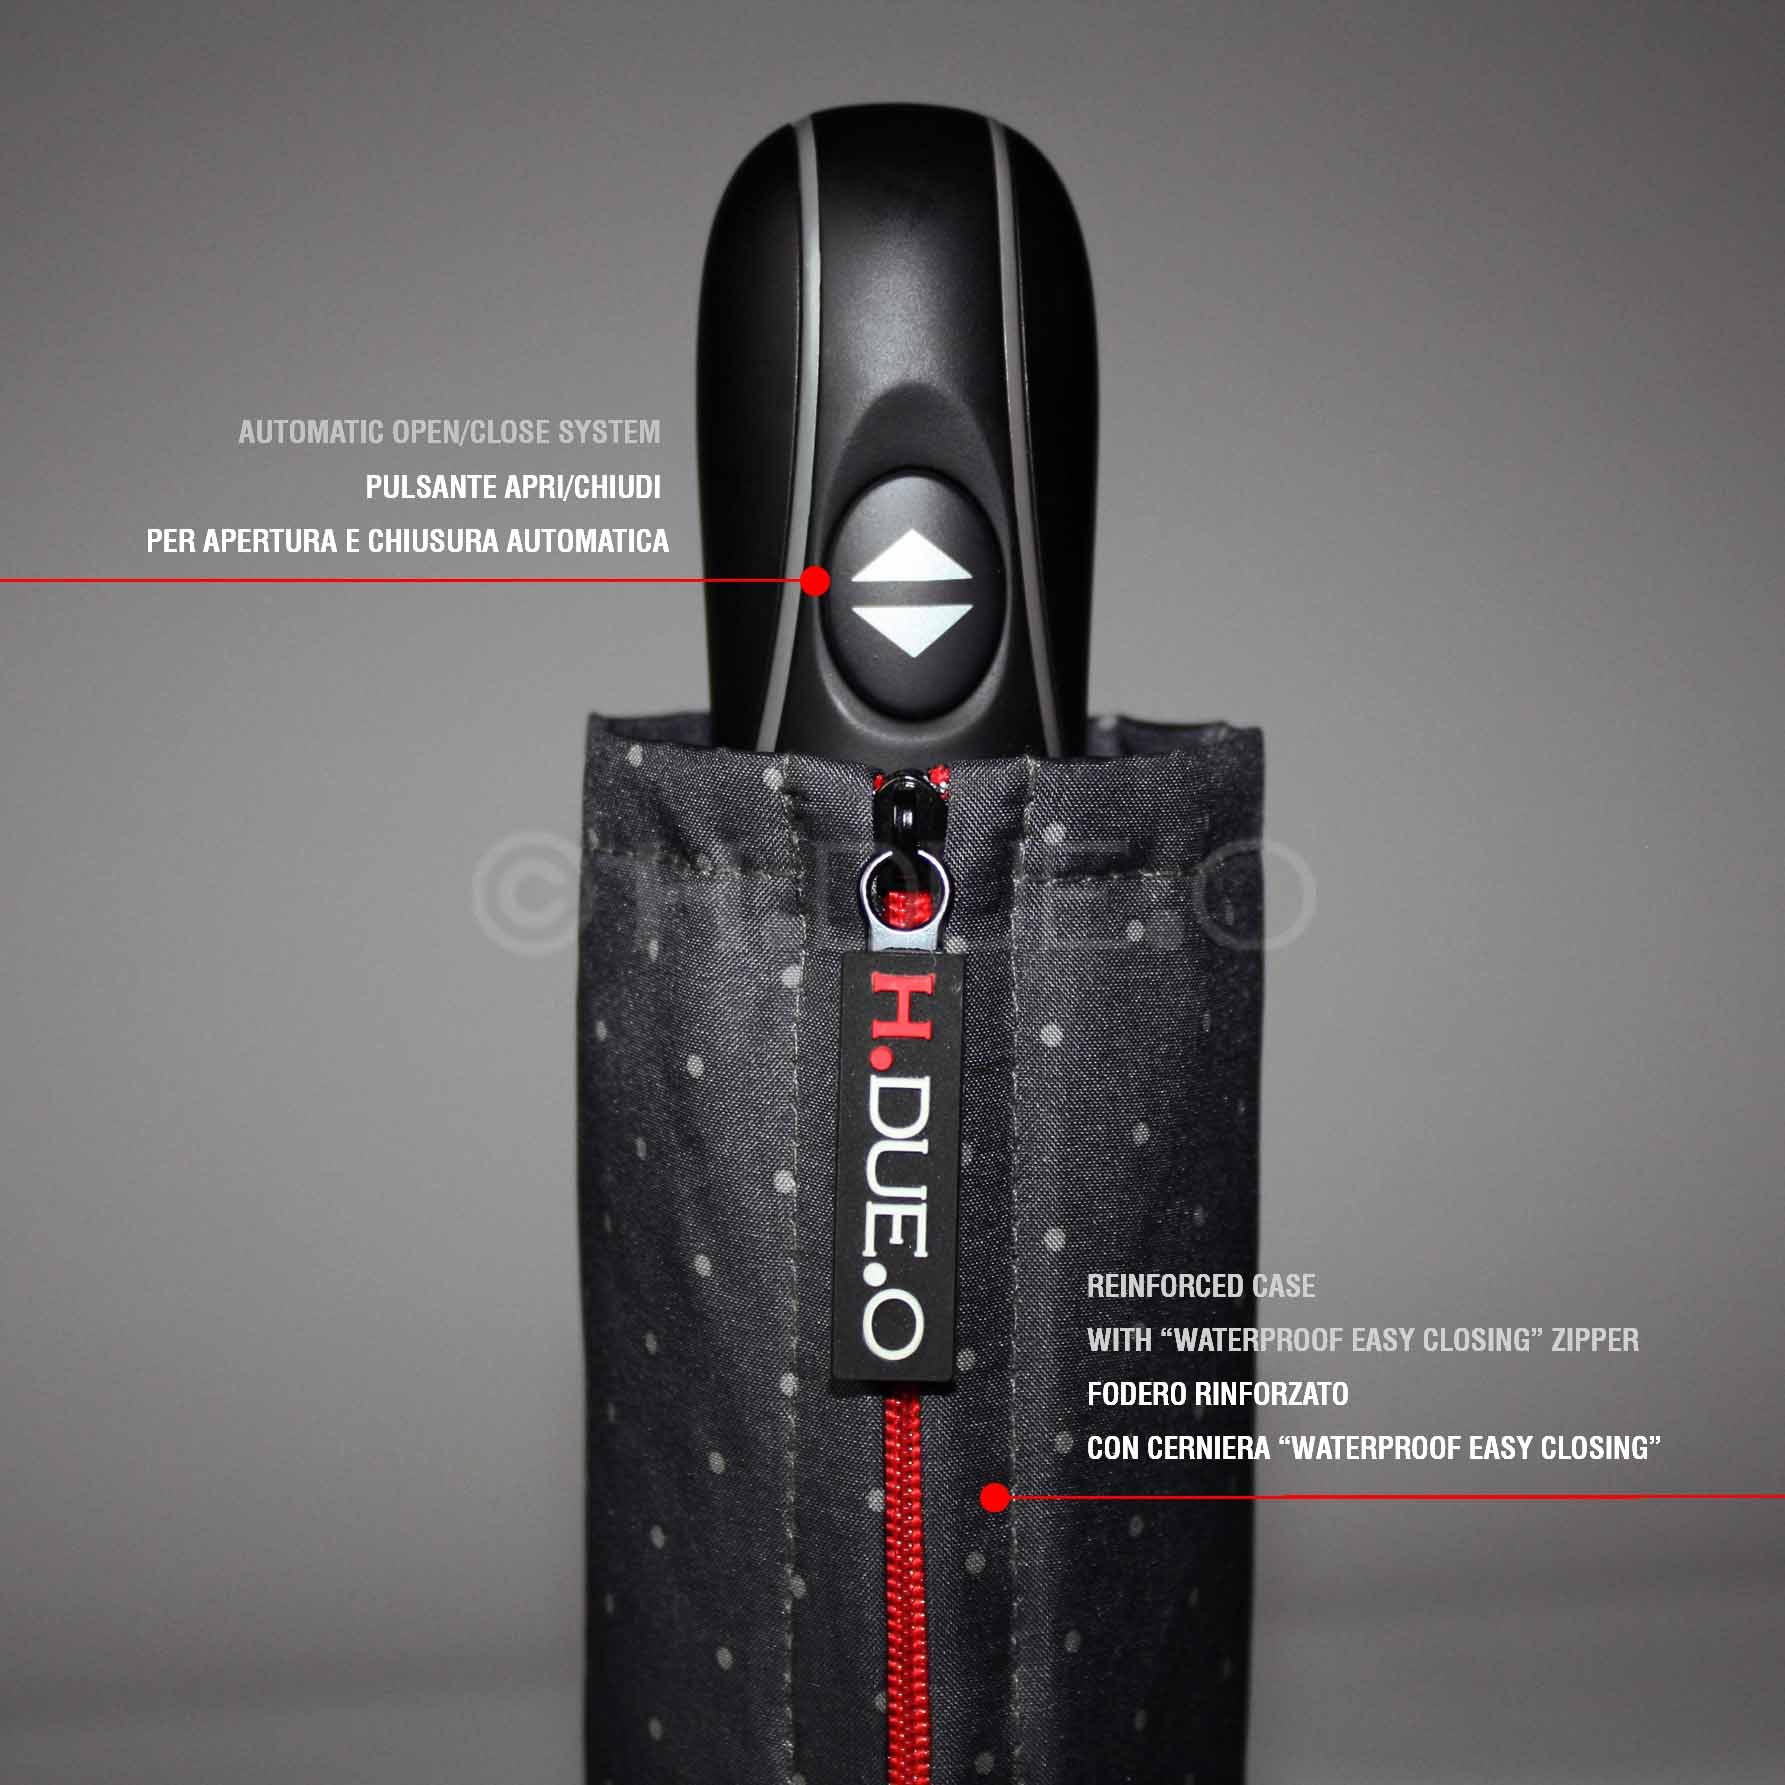 AUTOMATIC OPEN/CLOSE SYSTEM
PULSANTE APRI/CHIUDI
PER APERTURA E CHIUSURA AUTOMATICA
©H.DUE.O
H.DUE.O
REINFORCED CASE
WITH “WATERPROOF EASY CLOSING” ZIPPER
FODERO RINFORZATO
CON CERNIERA “WATERPROOF EASY CLOSING”